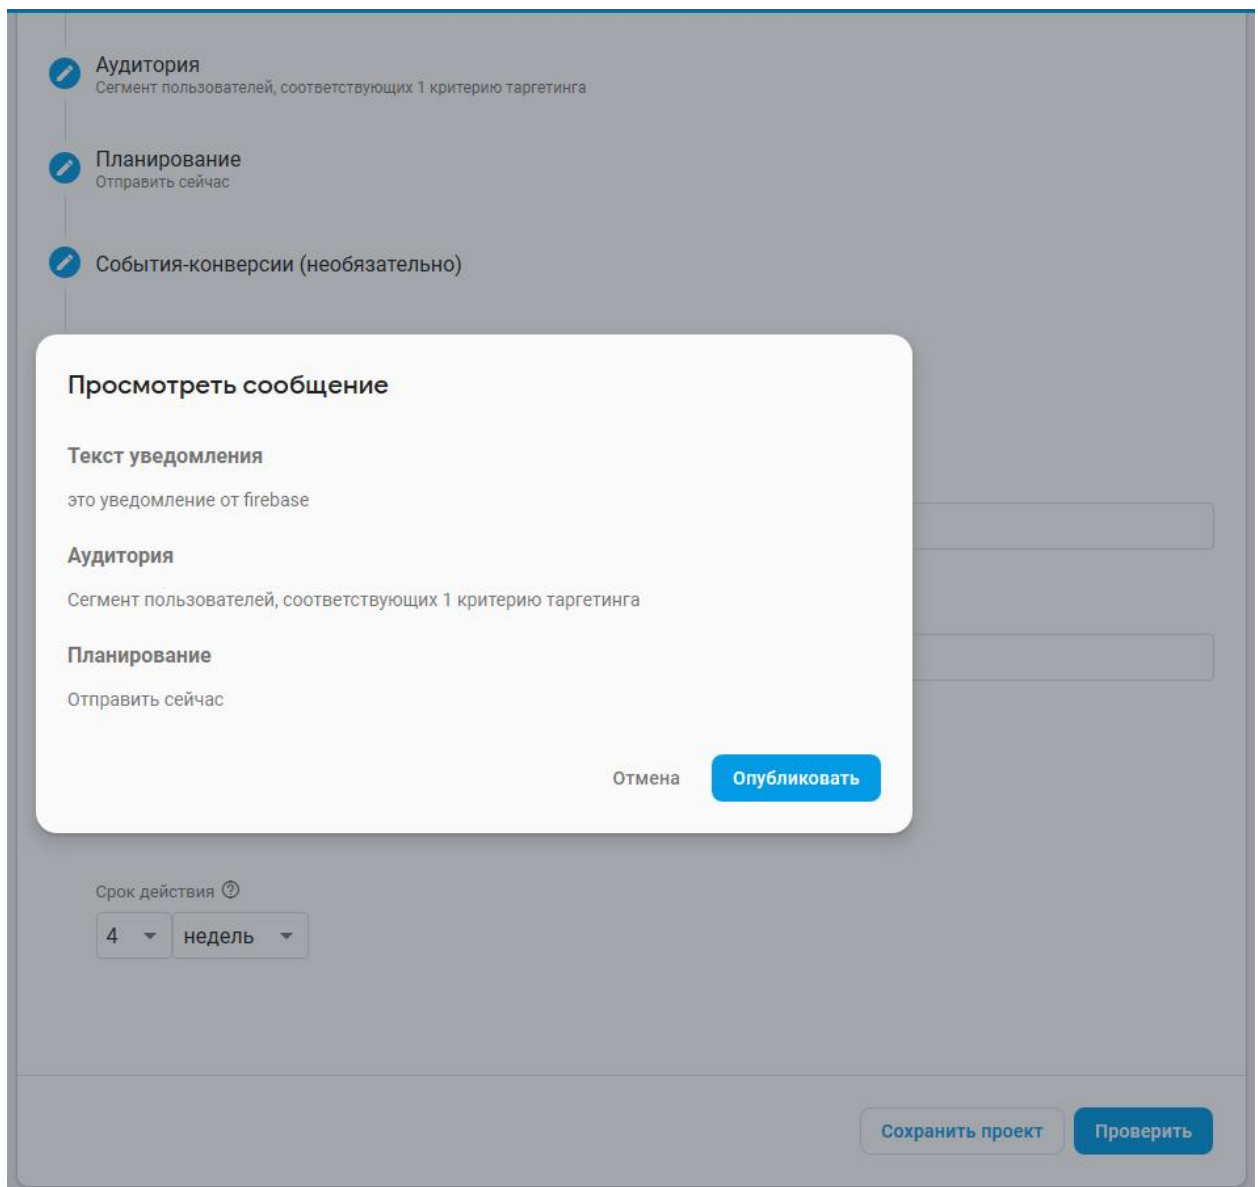 Аудитория
Сегмент пользователей, соответствующих 1 критерию таргетинга
Планирование
Отправить сейчас
События-конверсии (необязательно)
Просмотреть сообщение
Текст уведомления
это уведомление от firebase
Аудитория
Сегмент пользователей, соответствующих 1 критерию таргетинга
Планирование
Отправить сейчас
Отмена Опубликовать
Срок действия
4 недель
Сохранить проект Проверить